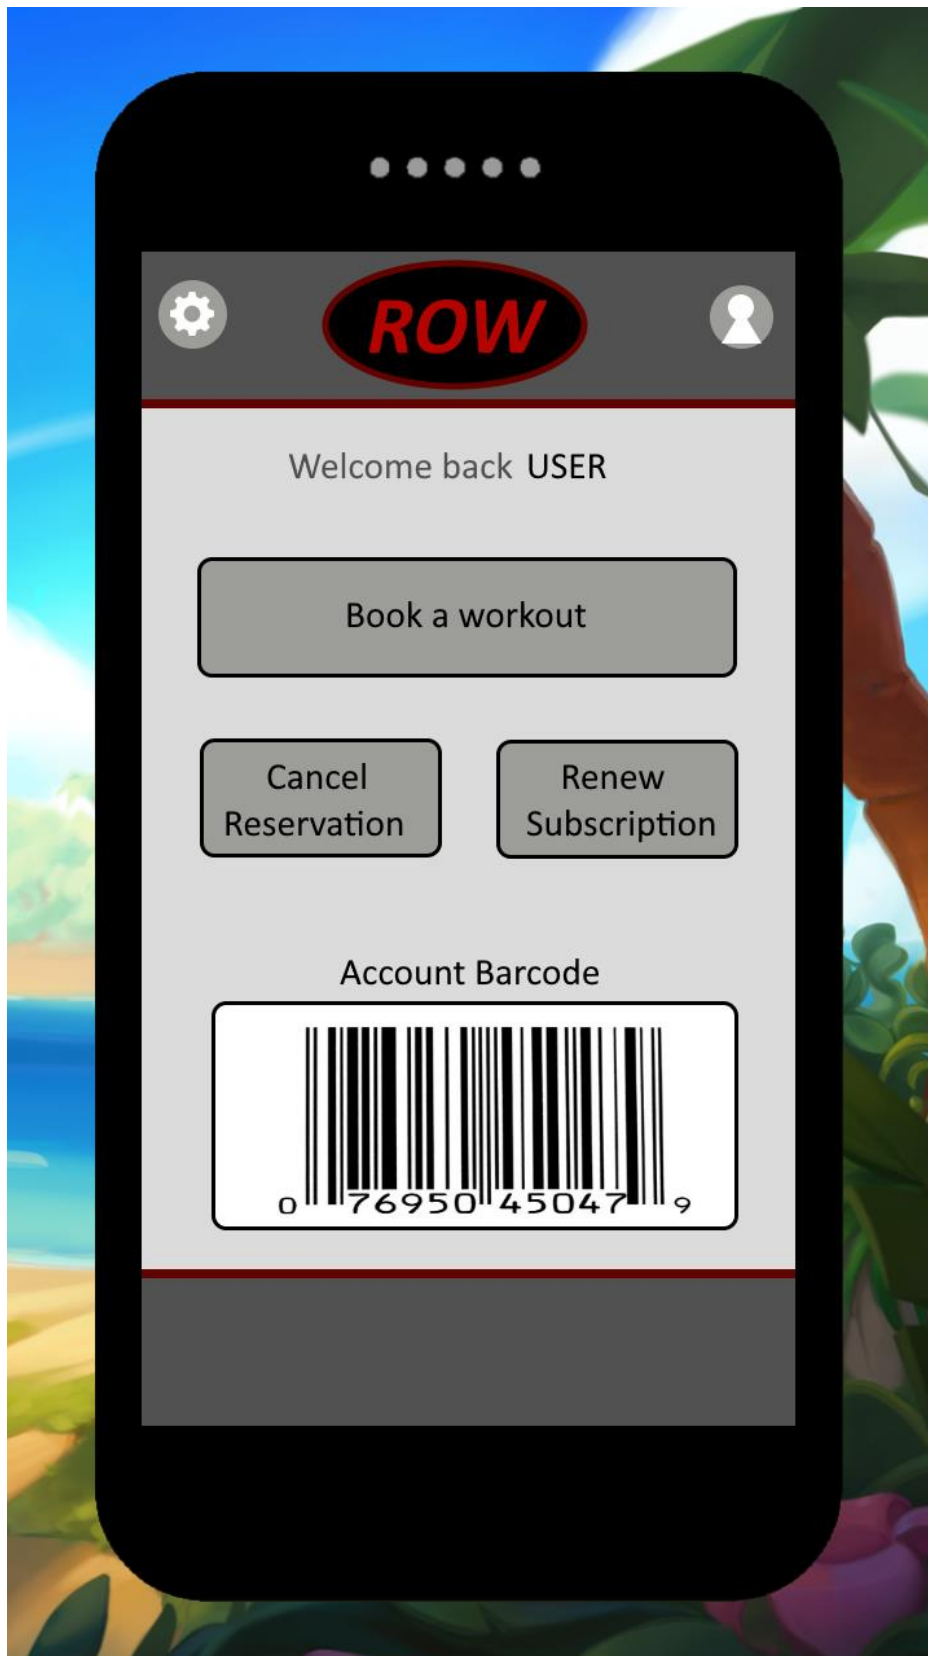 ROW
Welcome back USER
Book a workout
Cancel
Reservation
Renew
Subscription
Account Barcode
0 76950 45047 9